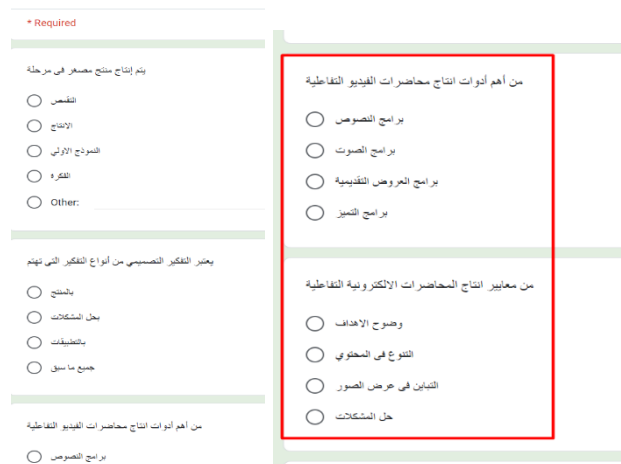 * Required
يتم إنتاج منتج مصغر فى مرحلة
التقمص
الانتاج
النموذج الاولي
الفكره
Other:
يعتبر التفكير التصميمي من أنواع التفكير التى تهتم
بالمنتج
بحل المشكلات
بالتطبيقات
جميع ما سبق
من أهم أدوات انتاج محاضرات الفيديو التفاعلية
برامج النصوص
من أهم أدوات انتاج محاضرات الفيديو التفاعلية
برامج النصوص
برامج الصوت
برامج العروض التقديمية
برامج التميز
من معايير انتاج المحاضرات الالكترونية التفاعلية
وضوح الاهداف
التنوع فى المحتوي
التباين فى عرض الصور
حل المشكلات